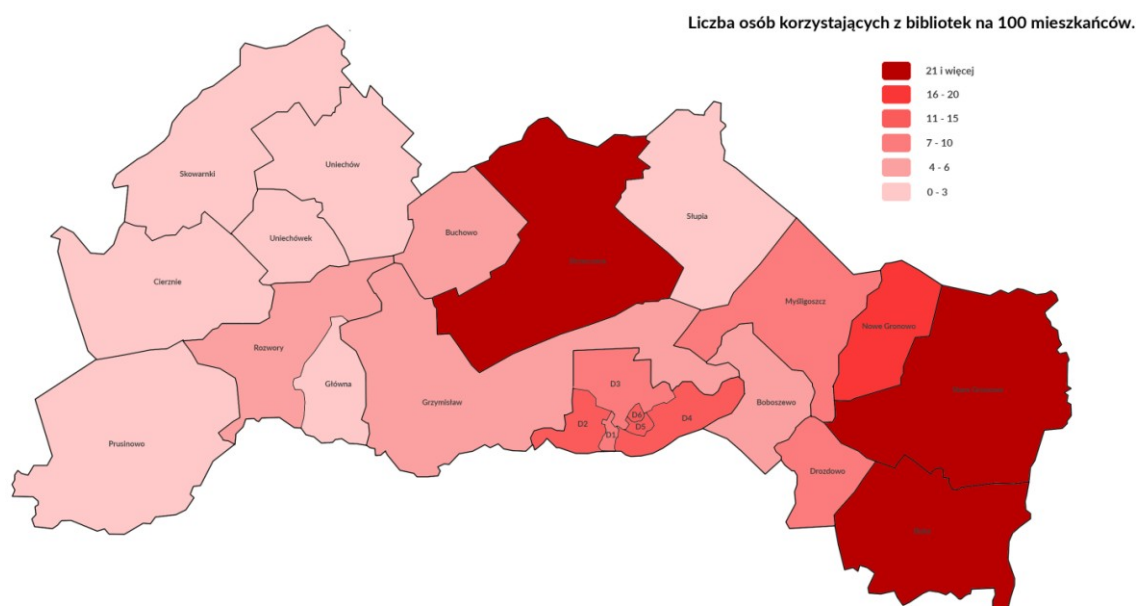 Liczba osób korzystających z bibliotek na 100 mieszkańców.
21 i więcej
16 - 20
11 - 15
7 - 10
4 - 6
0 - 3
Skowarnki
Uniechów
Uniechówek
Buchowo
Słupia
Cierznie
Myśligoszcz
Nowe Gronowo
Rozwory
Główna
Grzymisław
D3
D6
D5
D4
D2
D1
Boboszewo
Prusinowo
Drozdowo